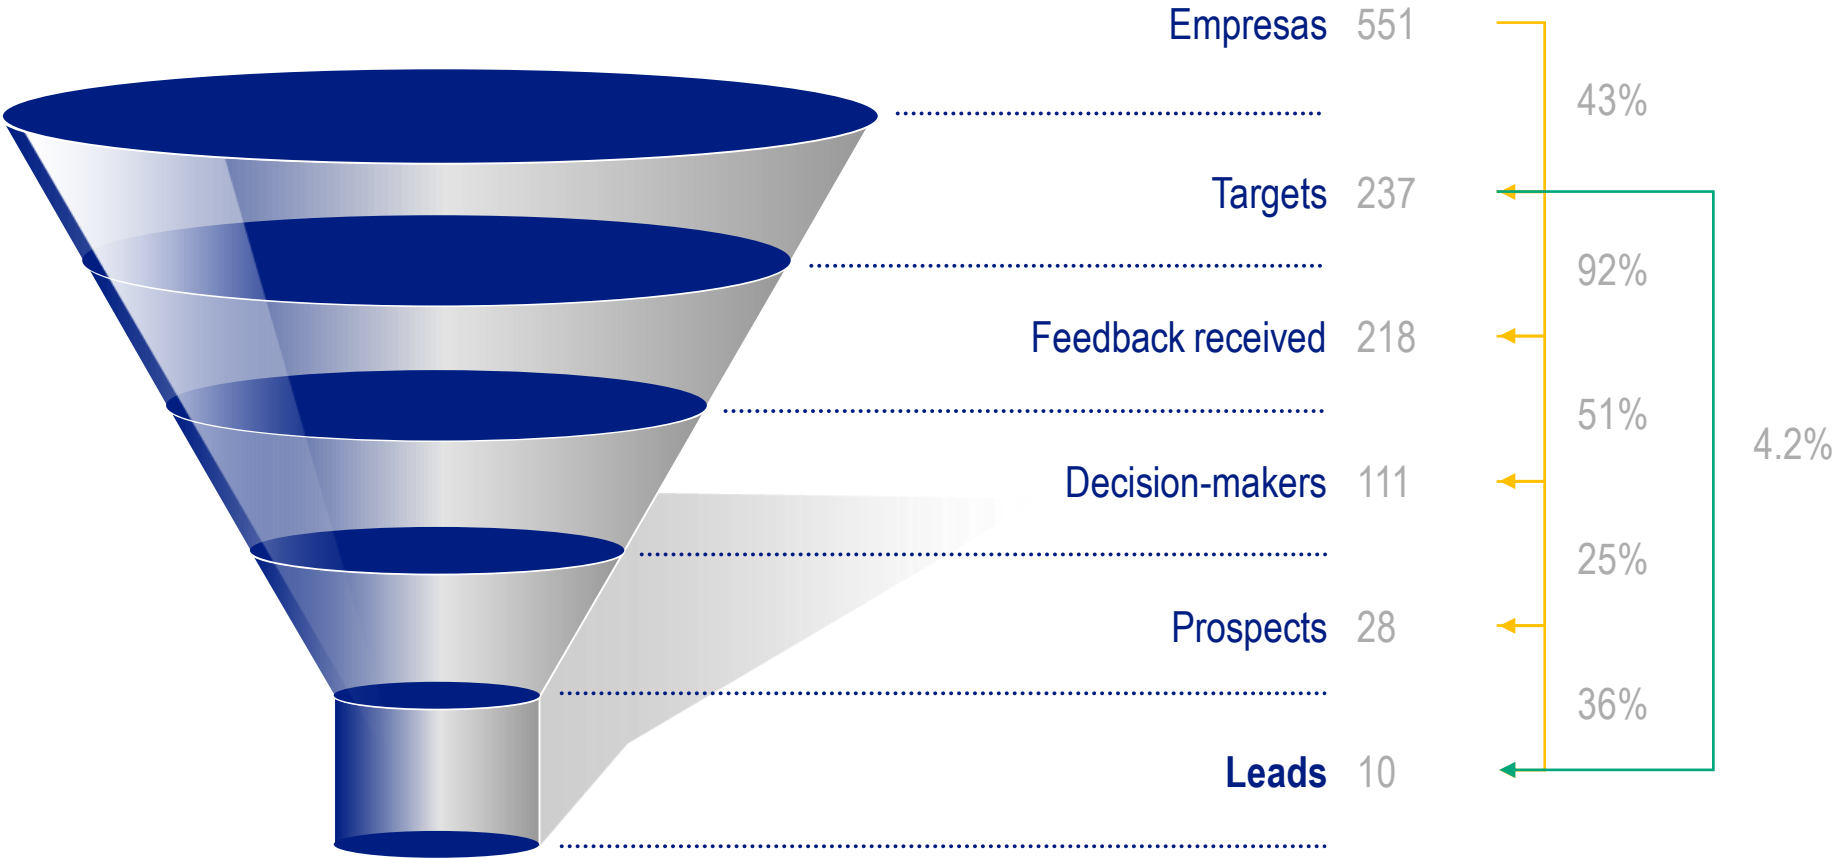 Empresas 551
43%
Targets 237
92%
Feedback received 218
51%
4.2%
Decision-makers 111
25%
Prospects 28
36%
Leads 10